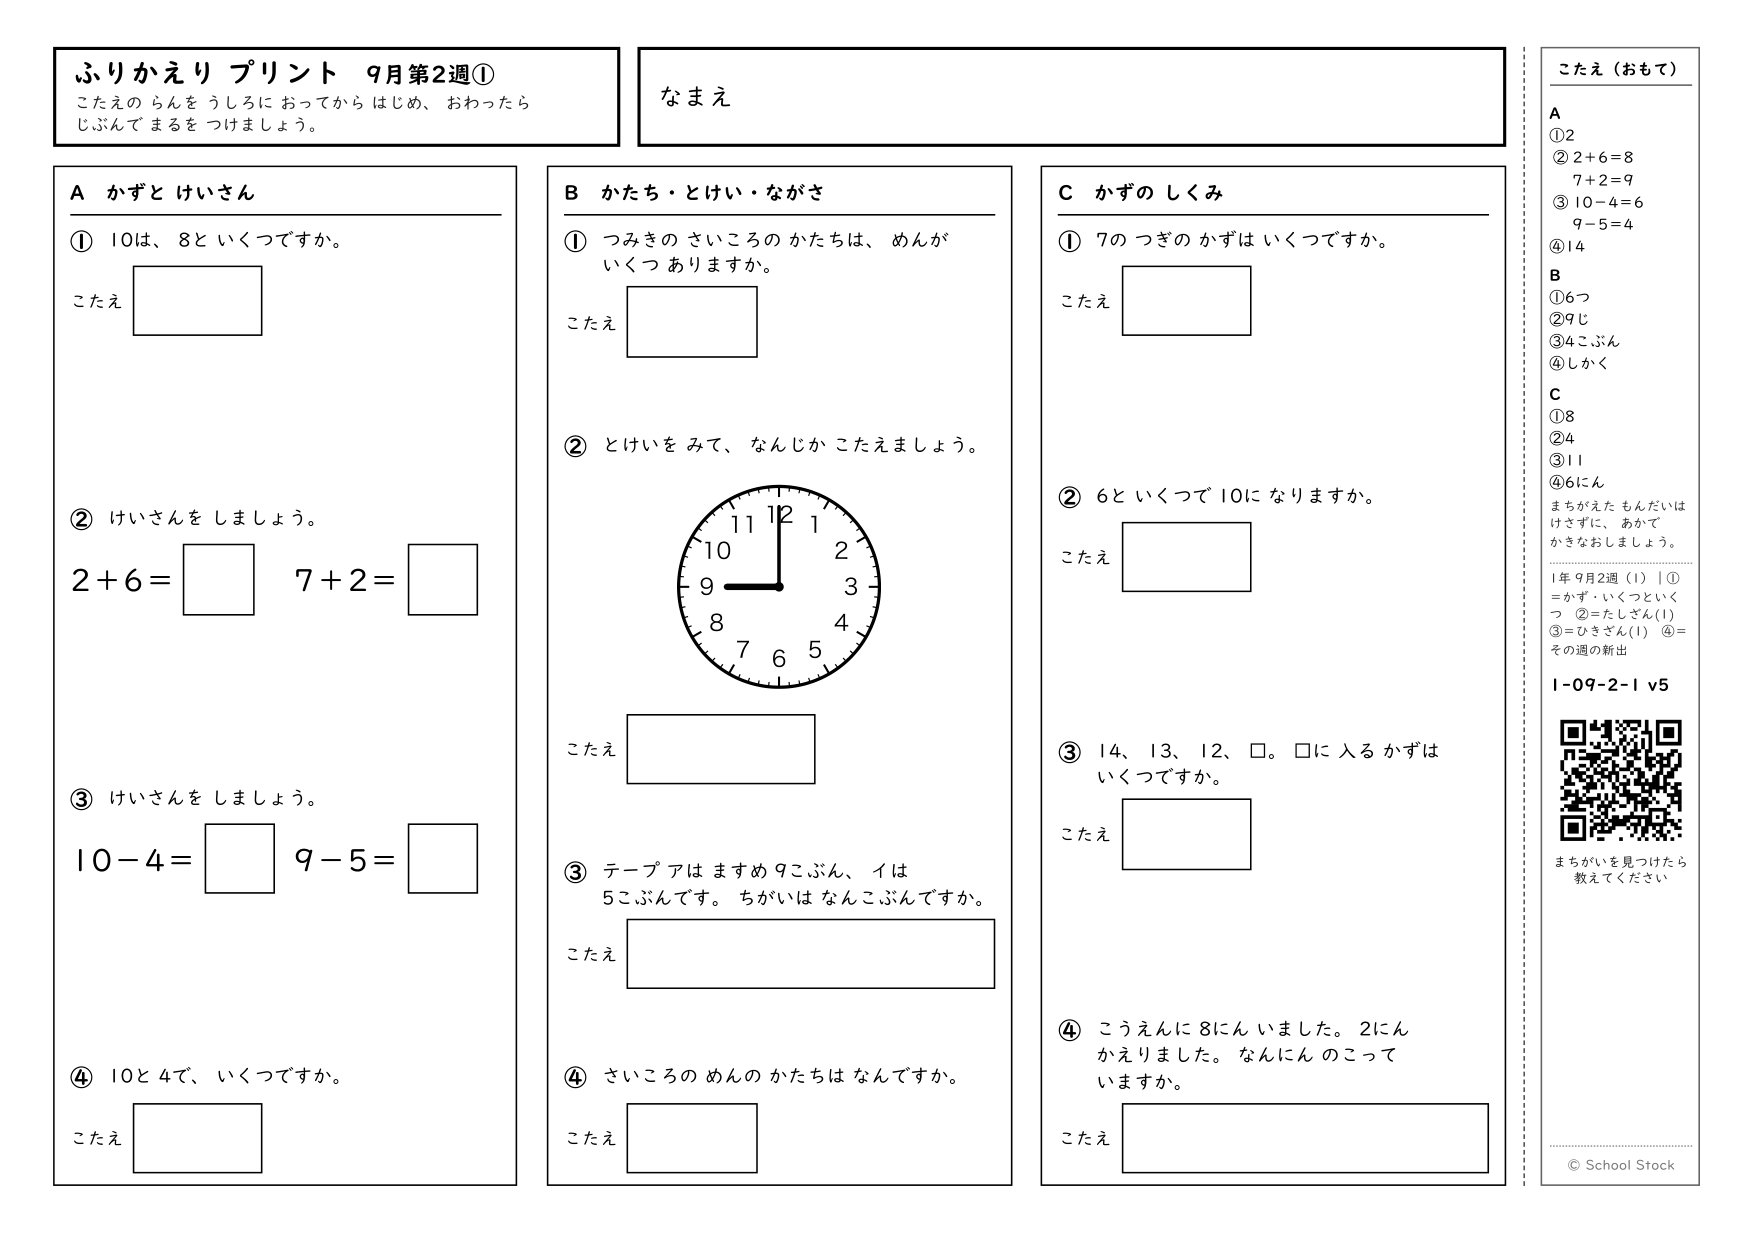 ふりかえり プリント　9月第2週①
こたえの らんを うしろに おってから はじめ、 おわったら
じぶんで まるを つけましょう。
なまえ
A　かずと けいさん
① 10は、 8と いくつですか。
こたえ
② けいさんを しましょう。
2+6=　7+2=
③ けいさんを しましょう。
10−4=　9−5=
④ 10と 4で、 いくつですか。
こたえ
B　かたち・とけい・ながさ
① つみきの さいころの かたちは、 めんが
いくつ ありますか。
こたえ
② とけいを みて、 なんじか こたえましょう。
12
11 1
10 2
9 3
8 4
7 5
6
こたえ
③ テープ アは ますめ 9こぶん、 イは
5こぶんです。 ちがいは なんこぶんですか。
こたえ
④ さいころの めんの かたちは なんですか。
こたえ
C　かずの しくみ
① 7の つぎの かずは いくつですか。
こたえ
② 6と いくつで 10に なりますか。
こたえ
③ 14、 13、 12、 □。 □に 入る かずは
いくつですか。
こたえ
④ こうえんに 8にん いました。 2にん
かえりました。 なんにん のこって
いますか。
こたえ
こたえ（おもて）
A
①2
② 2+6=8
7+2=9
③ 10−4=6
9−5=4
④14
B
①6つ
②9じ
③4こぶん
④しかく
C
①8
②4
③11
④6にん
まちがえた もんだいは
けさずに、 あかで
かきなおしましょう。
1年 9月2週（1）｜①
=かず・いくつといく
つ　②=たしざん(1)
③=ひきざん(1)　④=
その週の新出
1-09-2-1 v5
まちがいを見つけたら
教えてください
© School Stock